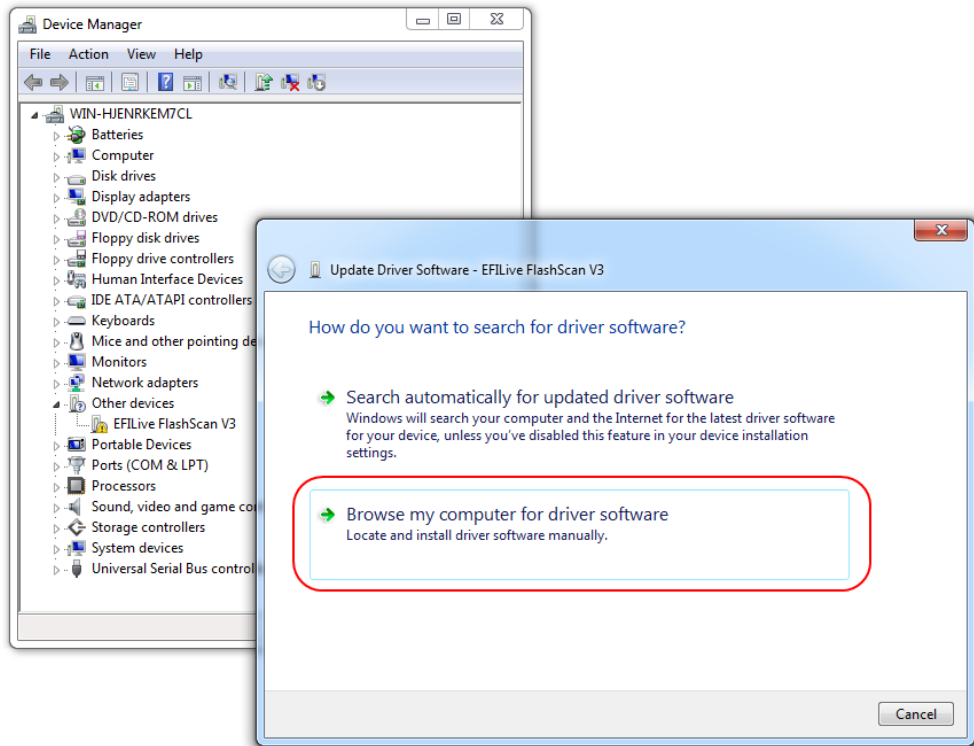 Device Manager
File Action View Help
WIN-HJENRKEM7CL
Batteries
Computer
Disk drives
Display adapters
DVD/CD-ROM drives
Floppy disk drives
Floppy drive controllers
Human Interface Devices
IDE ATA/ATAPI controllers
Keyboards
Mice and other pointing de
Monitors
Network adapters
Other devices
EFILive FlashScan V3
Portable Devices
Ports (COM & LPT)
Processors
Sound, video and game co
Storage controllers
System devices
Universal Serial Bus control
Update Driver Software - EFILive FlashScan V3
How do you want to search for driver software?
Search automatically for updated driver software
Windows will search your computer and the Internet for the latest driver software
for your device, unless you've disabled this feature in your device installation
settings.
Browse my computer for driver software
Locate and install driver software manually.
Cancel